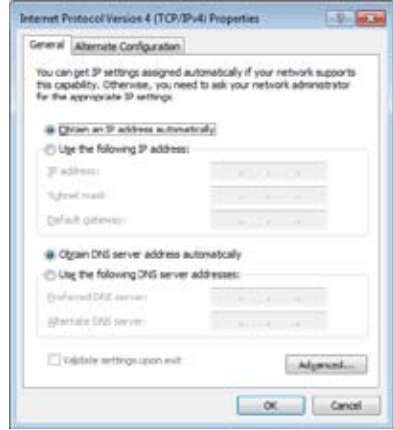 Internet Protocol Version 4 (TCP/IPv4) Properties
General
Alternate Configuration
You can get IP settings assigned automatically if your network supports
this capability. Otherwise, you need to ask your network administrator
for the appropriate IP settings.
Obtain an IP address automatically
Use the following IP address:
IP address:
Subnet mask:
Default gateway:
Obtain DNS server address automatically
Use the following DNS server addresses:
Preferred DNS server:
Alternate DNS server:
Validate settings upon exit
Advanced...
OK
Cancel